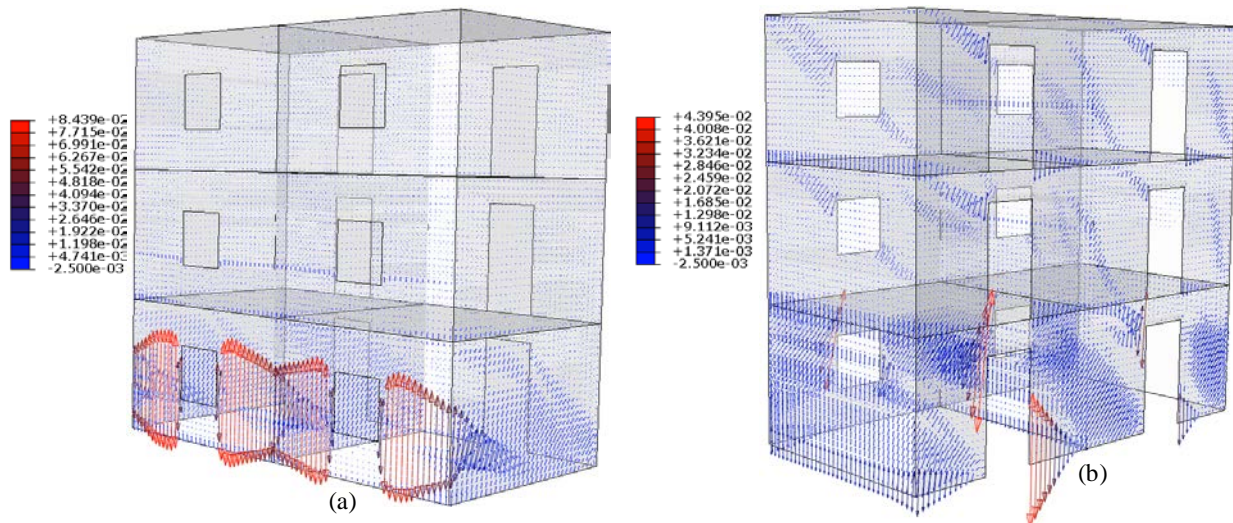 +8.439e-02
+7.715e-02
+6.991e-02
+6.267e-02
+5.542e-02
+4.818e-02
+4.094e-02
+3.370e-02
+2.646e-02
+1.922e-02
+1.198e-02
+4.741e-03
-2.500e-03
(a)
+4.395e-02
+4.008e-02
+3.621e-02
+3.234e-02
+2.846e-02
+2.459e-02
+2.072e-02
+1.685e-02
+1.298e-02
+9.112e-03
+5.241e-03
+1.371e-03
-2.500e-03
(b)